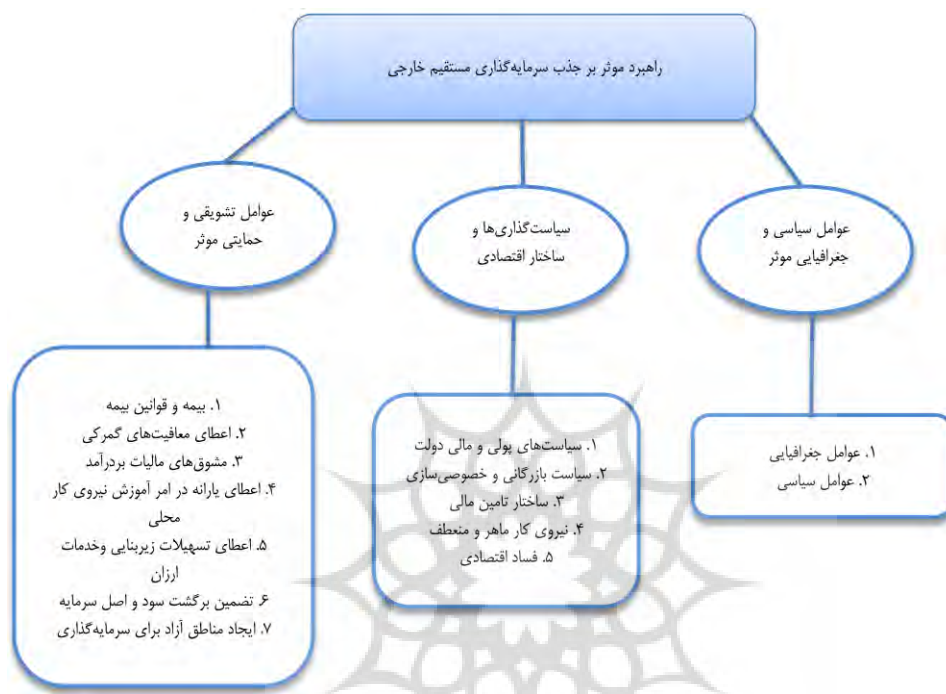 راهبرد موثر بر جذب سرمایه‌گذاری مستقیم خارجی
عوامل سیاسی و
جغرافیایی موثر
سیاست‌گذاری‌ها و
ساختار اقتصادی
عوامل تشویقی و
حمایتی موثر
۱. عوامل جغرافیایی
۲. عوامل سیاسی
۱. سیاست‌های پولی و مالی دولت
۲. سیاست بازرگانی و خصوصی‌سازی
۳. ساختار تامین مالی
۴. نیروی کار ماهر و منعطف
۵. فساد اقتصادی
۱. بیمه و قوانین بیمه
۲. اعطای معافیت‌های گمرکی
۳. مشوق‌های مالیات بردرآمد
۴. اعطای یارانه در امر آموزش نیروی کار
محلی
۵. اعطای تسهیلات زیربنایی وخدمات
ارزان
۶. تضمین برگشت سود و اصل سرمایه
۷. ایجاد مناطق آزاد برای سرمایه‌گذاری